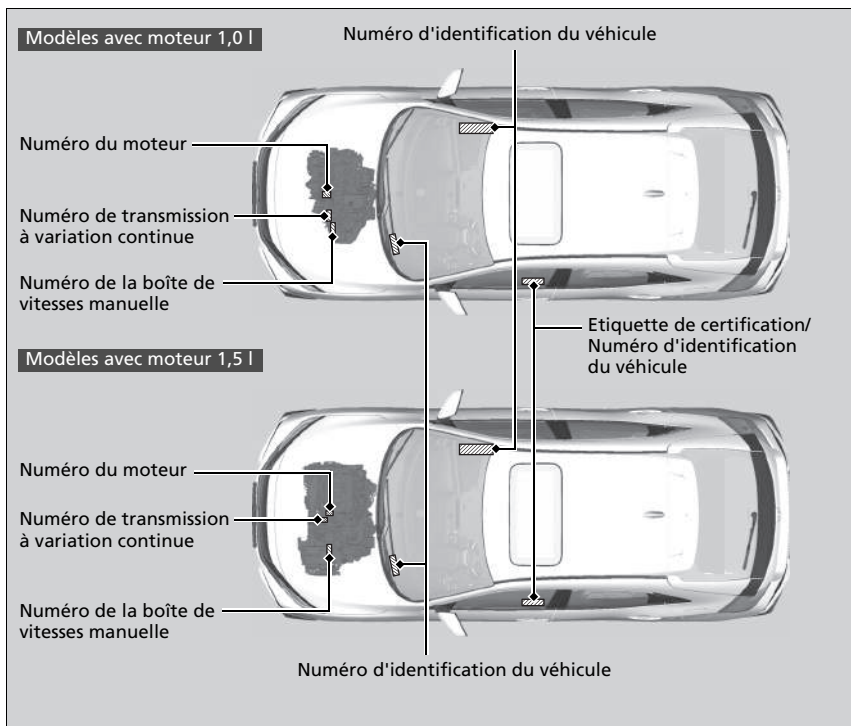 Modèles avec moteur 1,0 l
Numéro d'identification du véhicule
Numéro du moteur
Numéro de transmission
à variation continue
Numéro de la boîte de
vitesses manuelle
Etiquette de certification/
Numéro d'identification
du véhicule
Modèles avec moteur 1,5 l
Numéro du moteur
Numéro de transmission
à variation continue
Numéro de la boîte de
vitesses manuelle
Numéro d'identification du véhicule